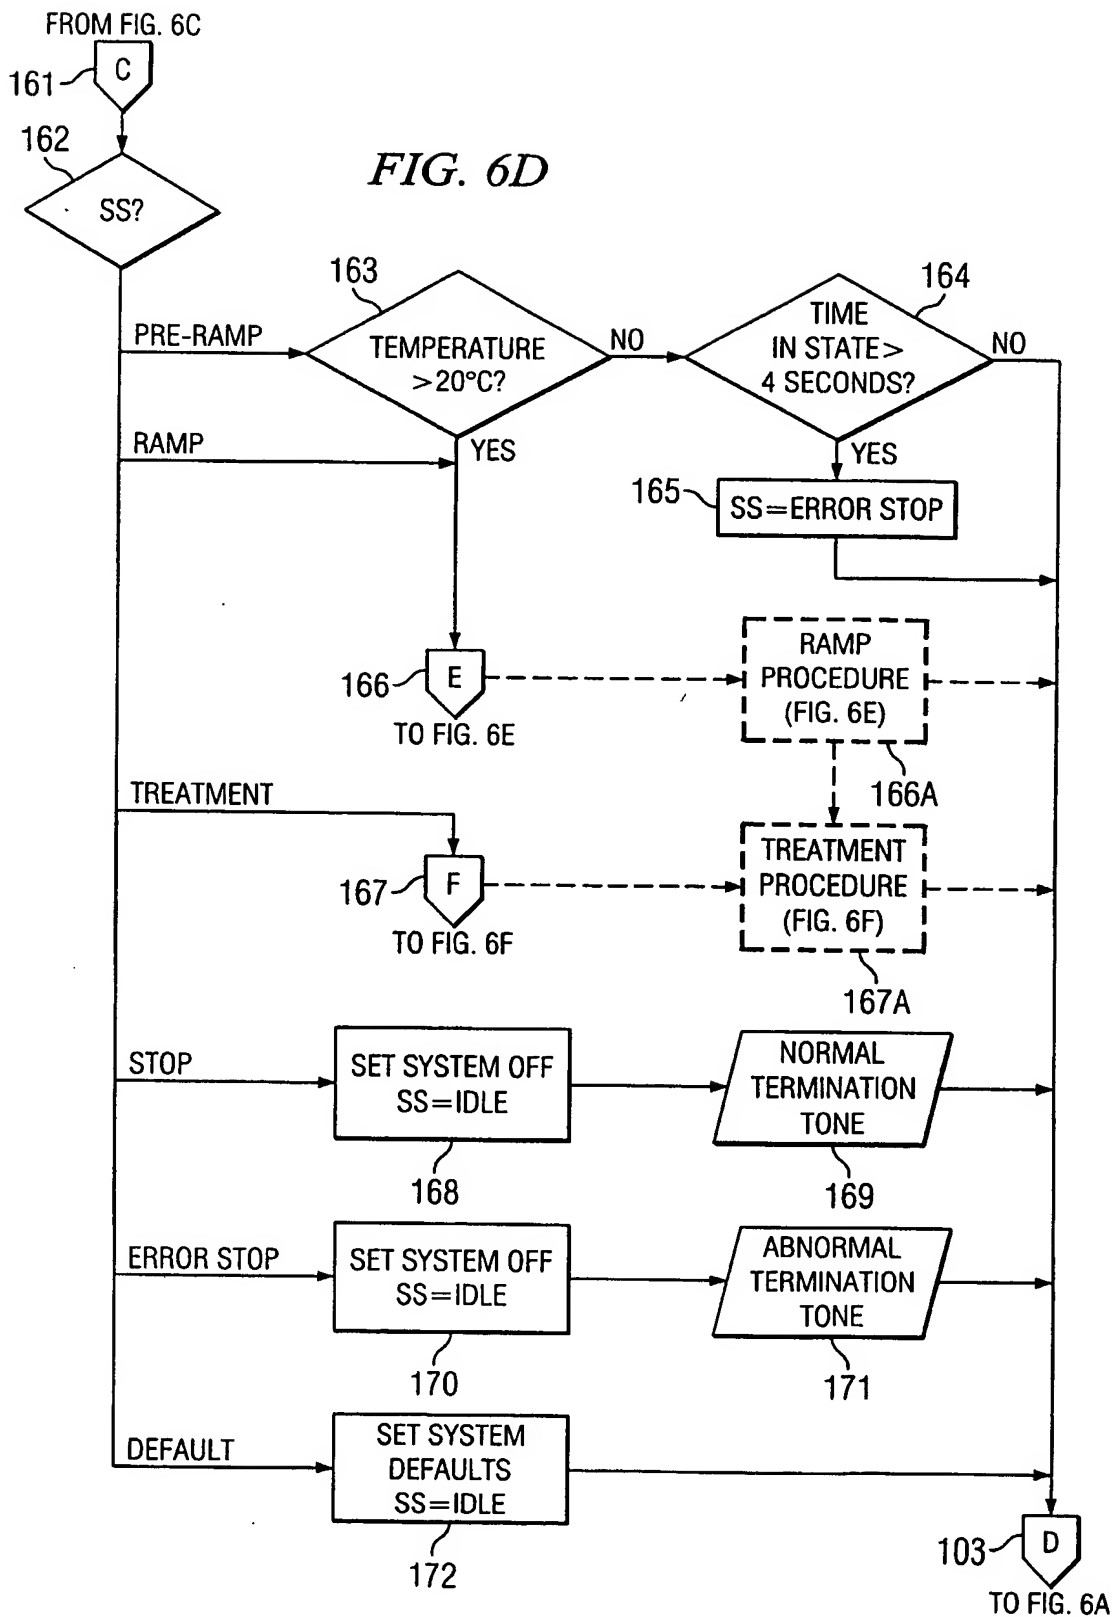 FROM FIG. 6C
C
161
162
FIG. 6D
SS?
163
164
PRE-RAMP
TEMPERATURE
>20°C?
NO
TIME
IN STATE>
4 SECONDS?
NO
RAMP
YES
YES
165
SS=ERROR STOP
166
E
TO FIG. 6E
RAMP
PROCEDURE
(FIG. 6E)
166A
TREATMENT
167
F
TO FIG. 6F
TREATMENT
PROCEDURE
(FIG. 6F)
167A
STOP
SET SYSTEM OFF
SS=IDLE
168
NORMAL
TERMINATION
TONE
169
ERROR STOP
SET SYSTEM OFF
SS=IDLE
170
ABNORMAL
TERMINATION
TONE
171
DEFAULT
SET SYSTEM
DEFAULTS
SS=IDLE
172
103
D
TO FIG. 6A